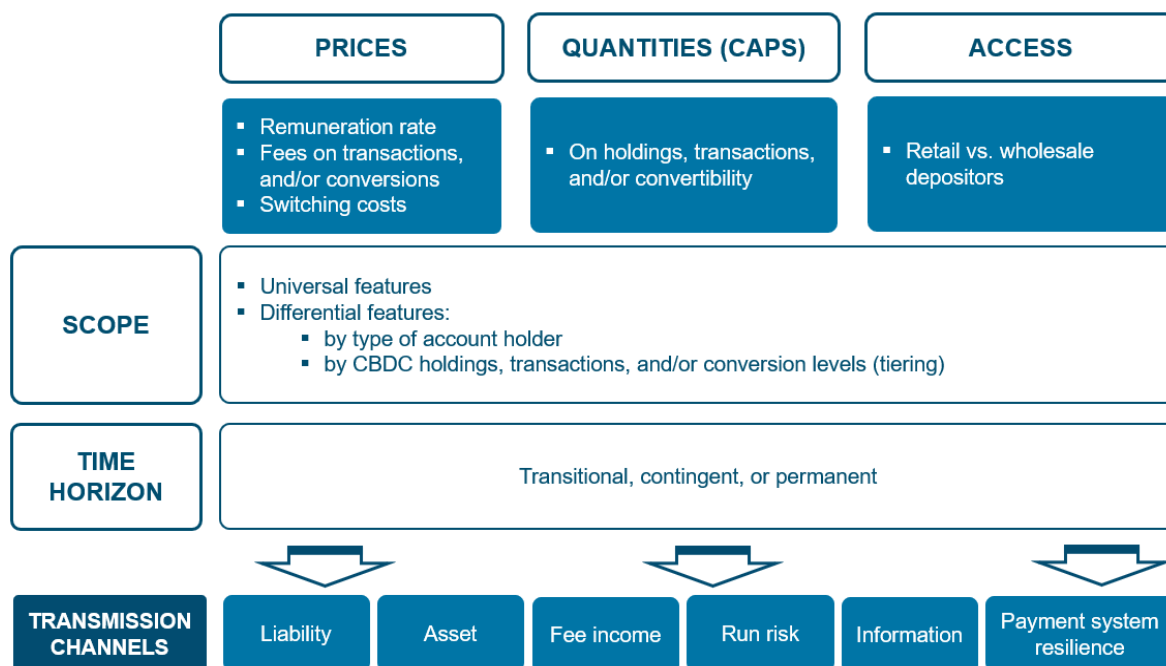 PRICES
QUANTITIES (CAPS)
ACCESS
▪ Remuneration rate
▪ Fees on transactions,
and/or conversions
▪ Switching costs
▪ On holdings, transactions,
and/or convertibility
▪ Retail vs. wholesale
depositors
SCOPE
▪ Universal features
▪ Differential features:
▪ by type of account holder
▪ by CBDC holdings, transactions, and/or conversion levels (tiering)
TIME
HORIZON
Transitional, contingent, or permanent
TRANSMISSION
CHANNELS
Liability
Asset
Fee income
Run risk
Information
Payment system
resilience